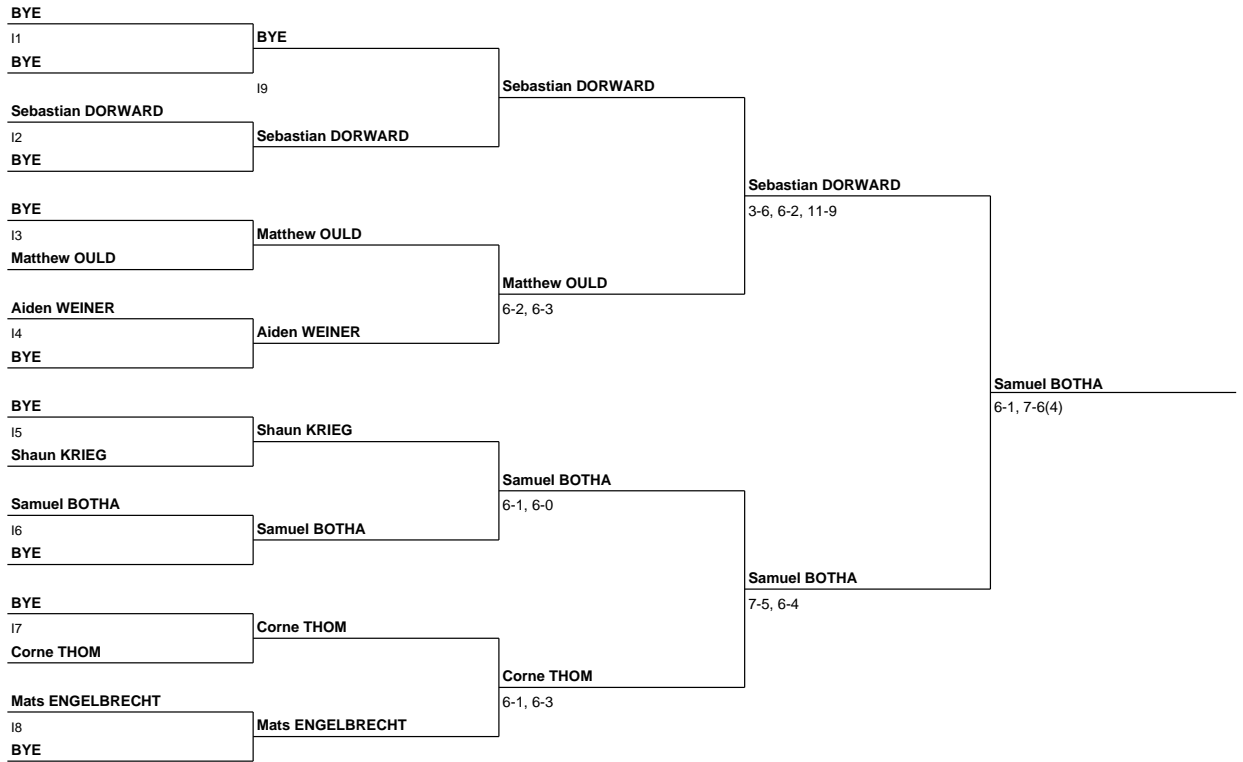 BYE
I1
BYE
Sebastian DORWARD
I2
BYE
BYE
I3
Matthew OULD
Aiden WEINER
I4
BYE
BYE
I5
Shaun KRIEG
Samuel BOTHA
I6
BYE
BYE
I7
Corne THOM
Mats ENGELBRECHT
I8
BYE
BYE
I9
Sebastian DORWARD
Matthew OULD
Aiden WEINER
Shaun KRIEG
Samuel BOTHA
Corne THOM
Mats ENGELBRECHT
Sebastian DORWARD
Matthew OULD
6-2, 6-3
Samuel BOTHA
6-1, 6-0
Corne THOM
6-1, 6-3
Sebastian DORWARD
3-6, 6-2, 11-9
Samuel BOTHA
7-5, 6-4
Samuel BOTHA
6-1, 7-6(4)